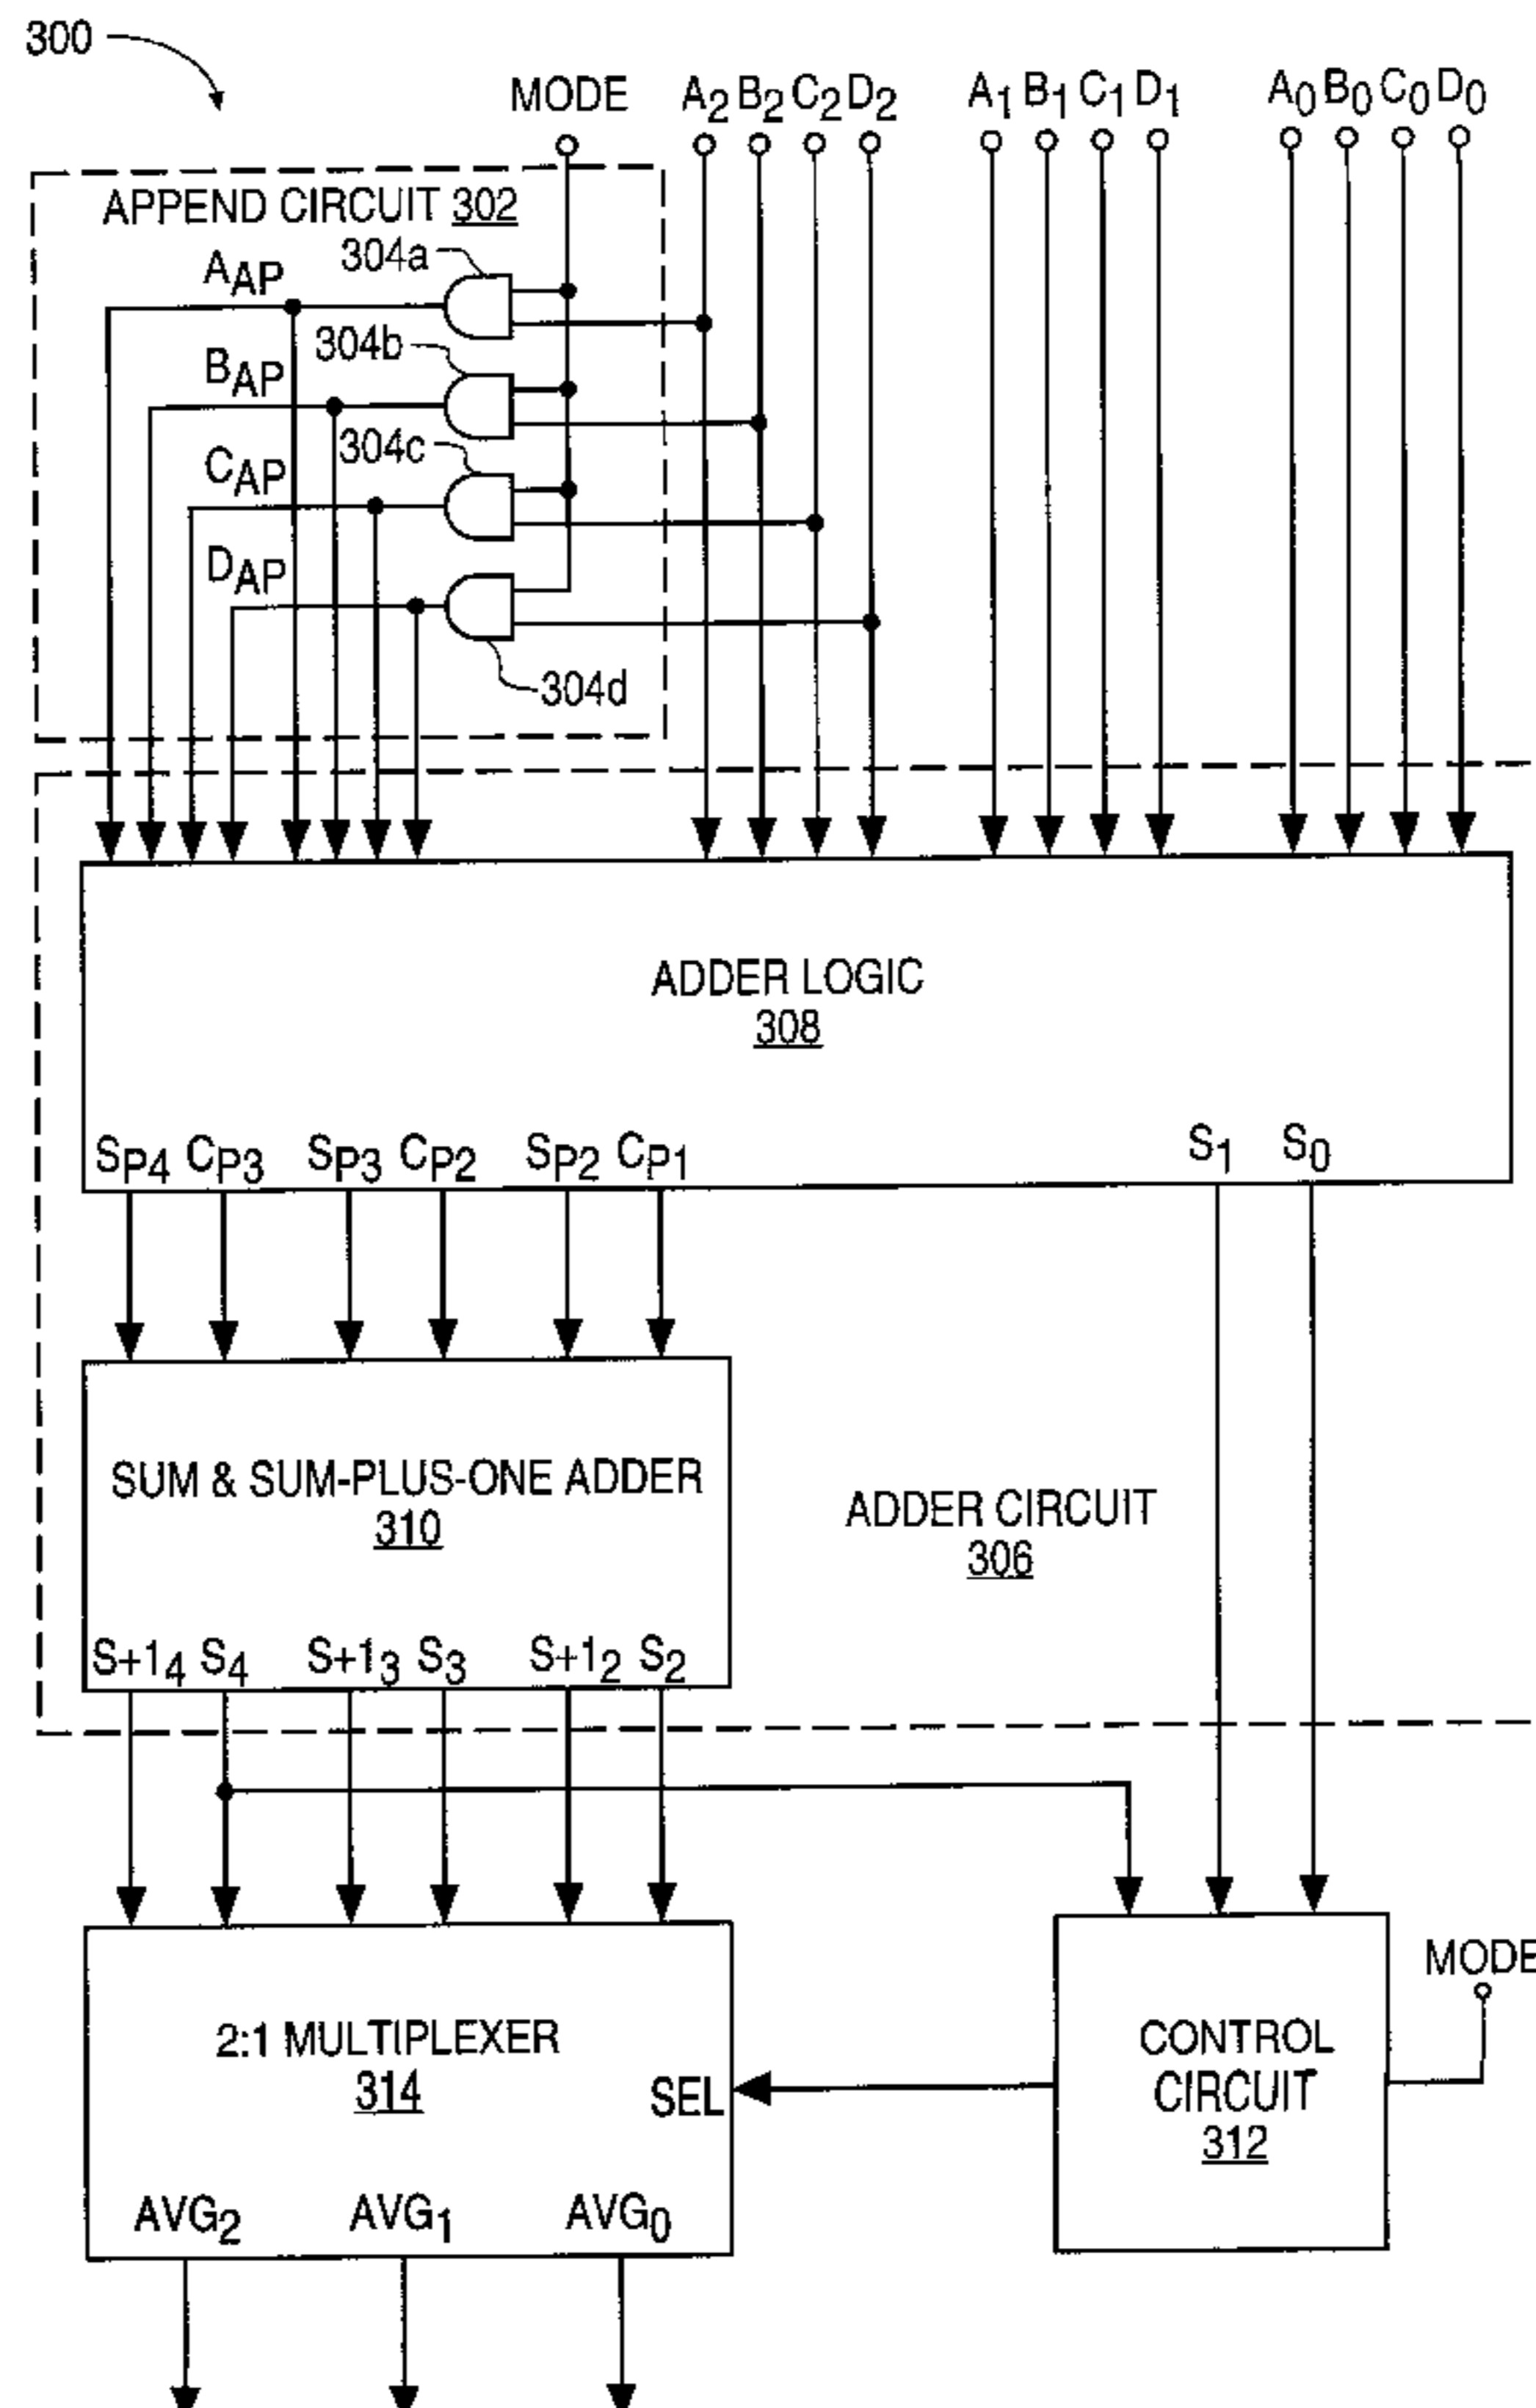 300
MODE A2 B2 C2 D2 A1 B1 C1 D1 A0 B0 C0 D0
APPEND CIRCUIT 302
304a
AAP
304b
BAP
304c
CAP
DAP
304d
ADDER LOGIC
308
SP4 CP3 SP3 CP2 SP2 CP1 S1 S0
SUM & SUM-PLUS-ONE ADDER
310
ADDER CIRCUIT
306
S+14 S4 S+13 S3 S+12 S2
MODE
2:1 MULTIPLEXER
314
SEL
CONTROL
CIRCUIT
312
AVG2 AVG1 AVG0